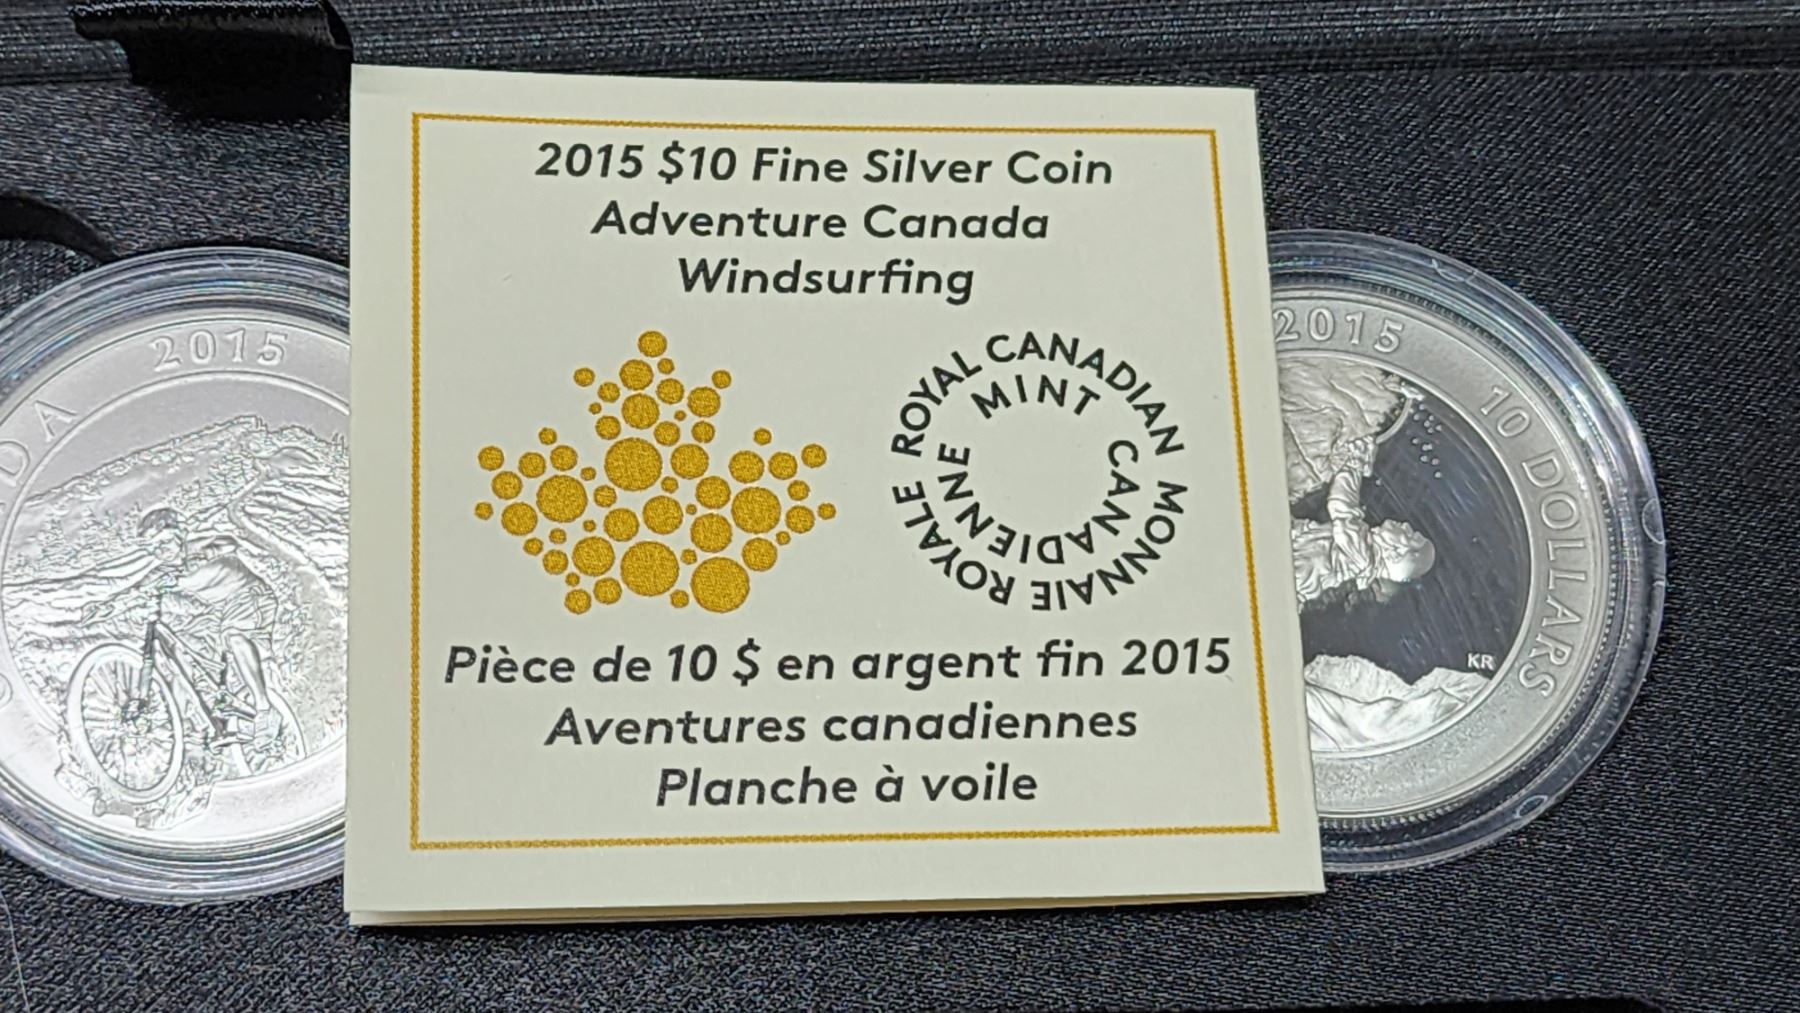 2015 $10 Fine Silver Coin
Adventure Canada
Windsurfing
ROYAL CANADIAN MINT
MONNAIE ROYALE CANADIENNE
Pièce de 10 $ en argent fin 2015
Aventures canadiennes
Planche à voile
2015
2015 10 DOLLARS
KR